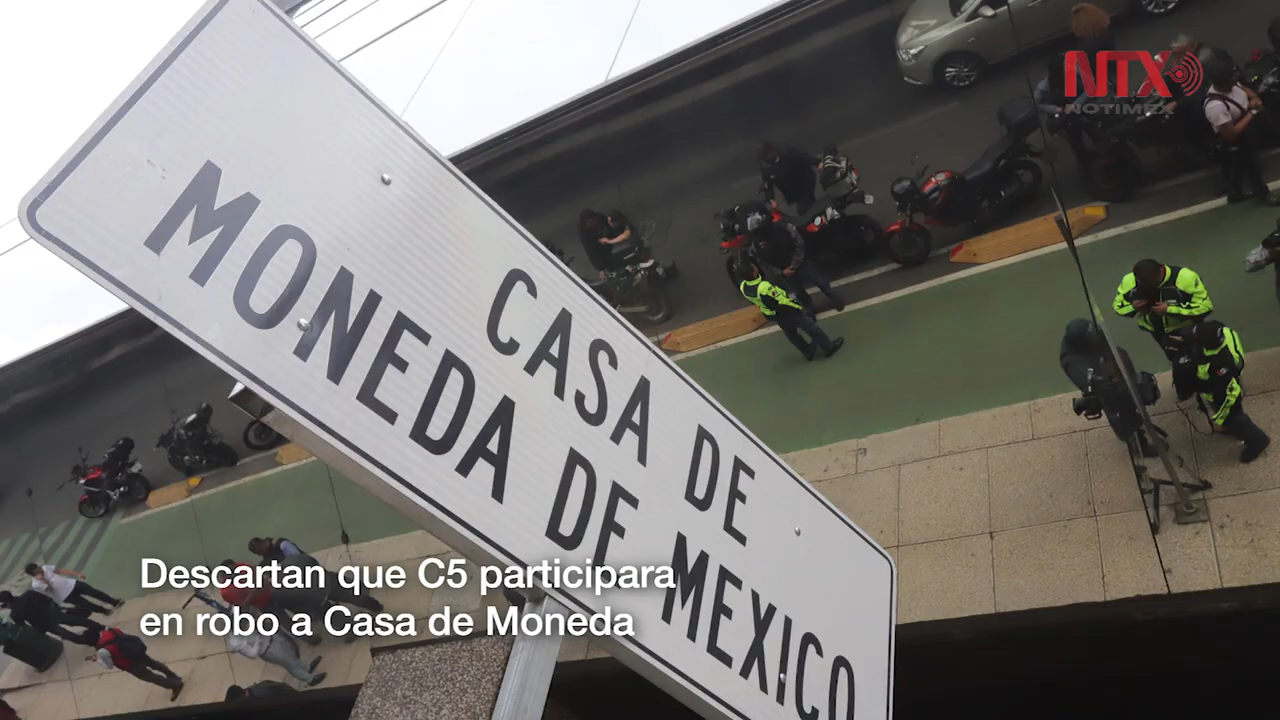 NTX
NOTIMEX
CASA DE
MONEDA DE MEXICO
Descartan que C5 participara
en robo a Casa de Moneda